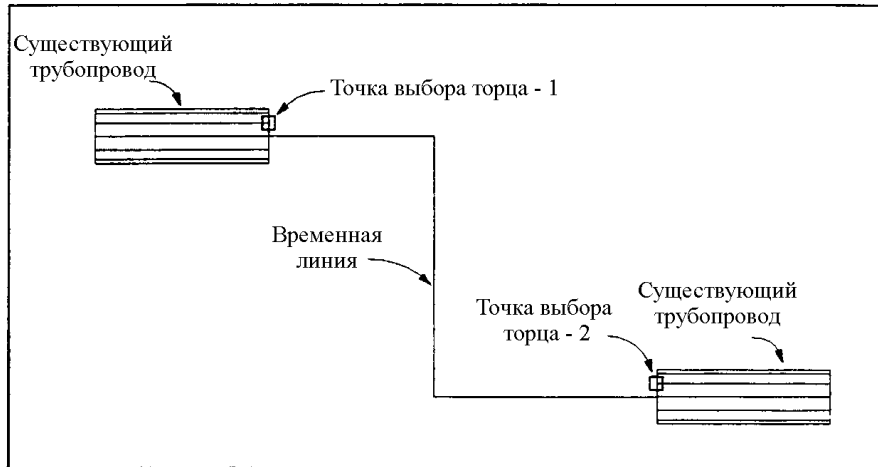 Существующий
трубопровод
Точка выбора торца - 1
Временная
линия
Точка выбора
торца - 2
Существующий
трубопровод